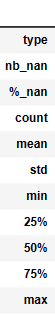 type
nb_nan
%_nan
count
mean
std
min
25%
50%
75%
max